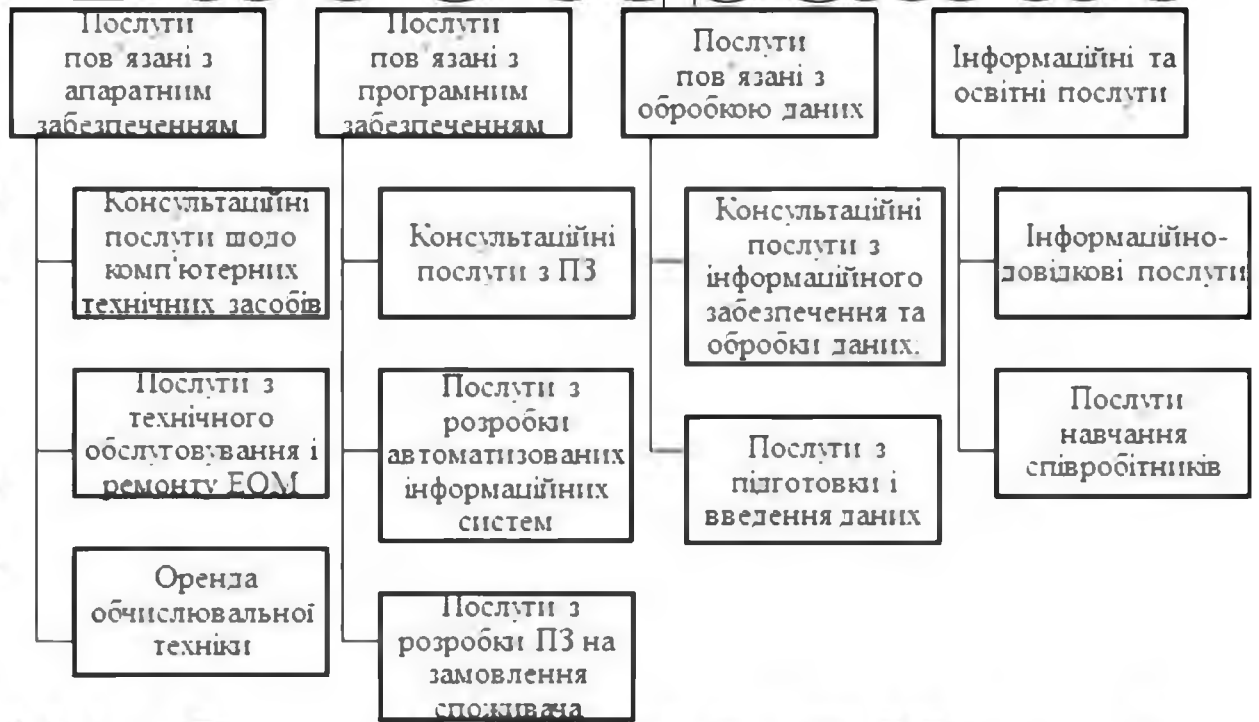 Послуги
пов'язані з
апаратним
забезпеченням
Послуги
пов'язані з
програмним
забезпеченням
Послуги
пов'язані з
обробкою даних
Інформаційні та
освітні послуги
Консультаційні
послуги щодо
комп'ютерних
технічних засобів
Консультаційні
послуги з ПЗ
Консультаційні
послуги з
інформаційного
забезпечення та
обробки даних.
Інформаційно-
довідкові послуги
Послуги з
технічного
обслуговування і
ремонту ЕОМ
Послуги з
розробки
автоматизованих
інформаційних
систем
Послуги з
підготовки і
введення даних
Послуги
навчання
співробітників
Оренда
обчислювальної
техніки
Послуги з
розробки ПЗ на
замовлення
споживача